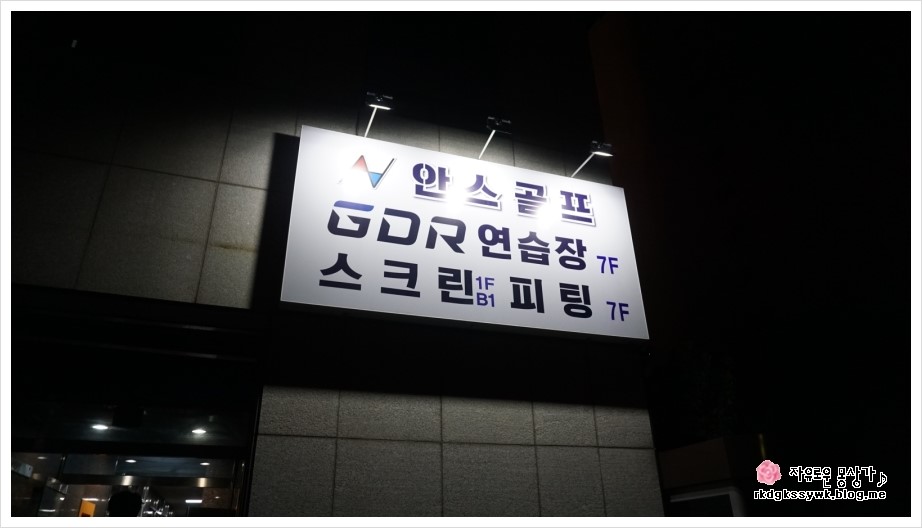 안스골프
GDR 연습장 7F
스크린 1F B1 피팅 7F
자유로운 몽상가♪
rkdgkssywk.blog.me